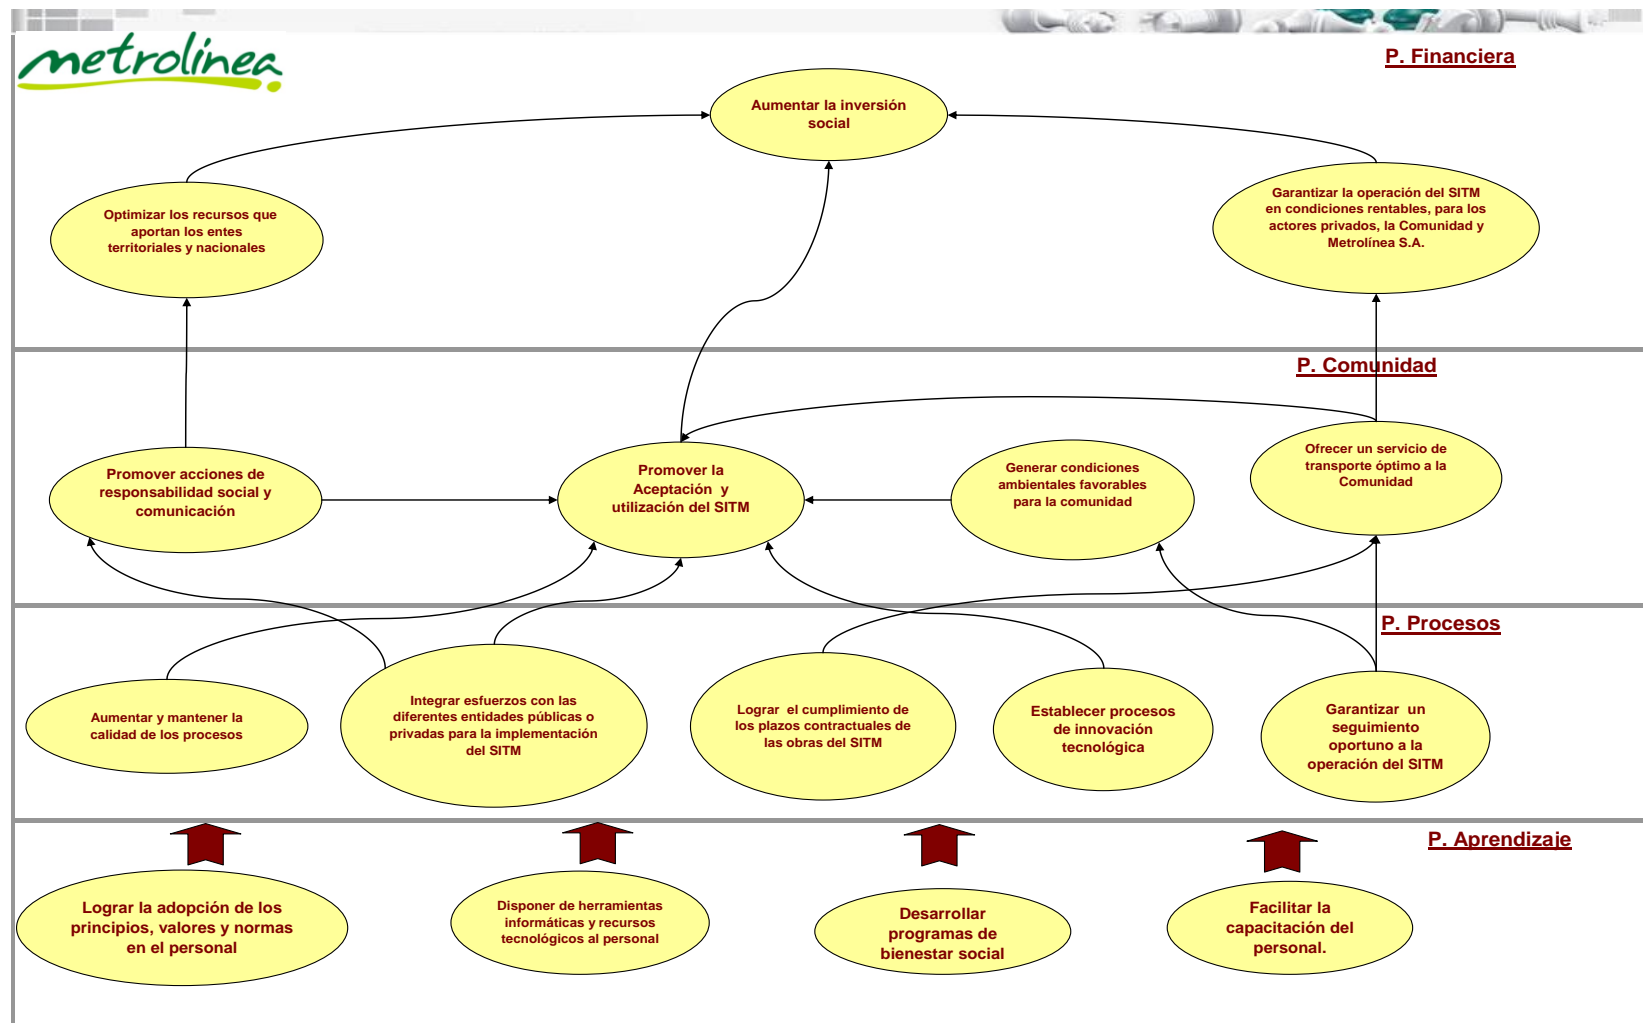 metrolínea
P. Financiera
Aumentar la inversión
social
Optimizar los recursos que
aportan los entes
territoriales y nacionales
Garantizar la operación del SITM
en condiciones rentables, para los
actores privados, la Comunidad y
Metrolínea S.A.
P. Comunidad
Promover acciones de
responsabilidad social y
comunicación
Promover la
Aceptación y
utilización del SITM
Generar condiciones
ambientales favorables
para la comunidad
Ofrecer un servicio de
transporte óptimo a la
Comunidad
P. Procesos
Aumentar y mantener la
calidad de los procesos
Integrar esfuerzos con las
diferentes entidades públicas o
privadas para la implementación
del SITM
Lograr el cumplimiento de
los plazos contractuales de
las obras del SITM
Establecer procesos
de innovación
tecnológica
Garantizar un
seguimiento
oportuno a la
operación del SITM
P. Aprendizaje
Lograr la adopción de los
principios, valores y normas
en el personal
Disponer de herramientas
informáticas y recursos
tecnológicos al personal
Desarrollar
programas de
bienestar social
Facilitar la
capacitación del
personal.